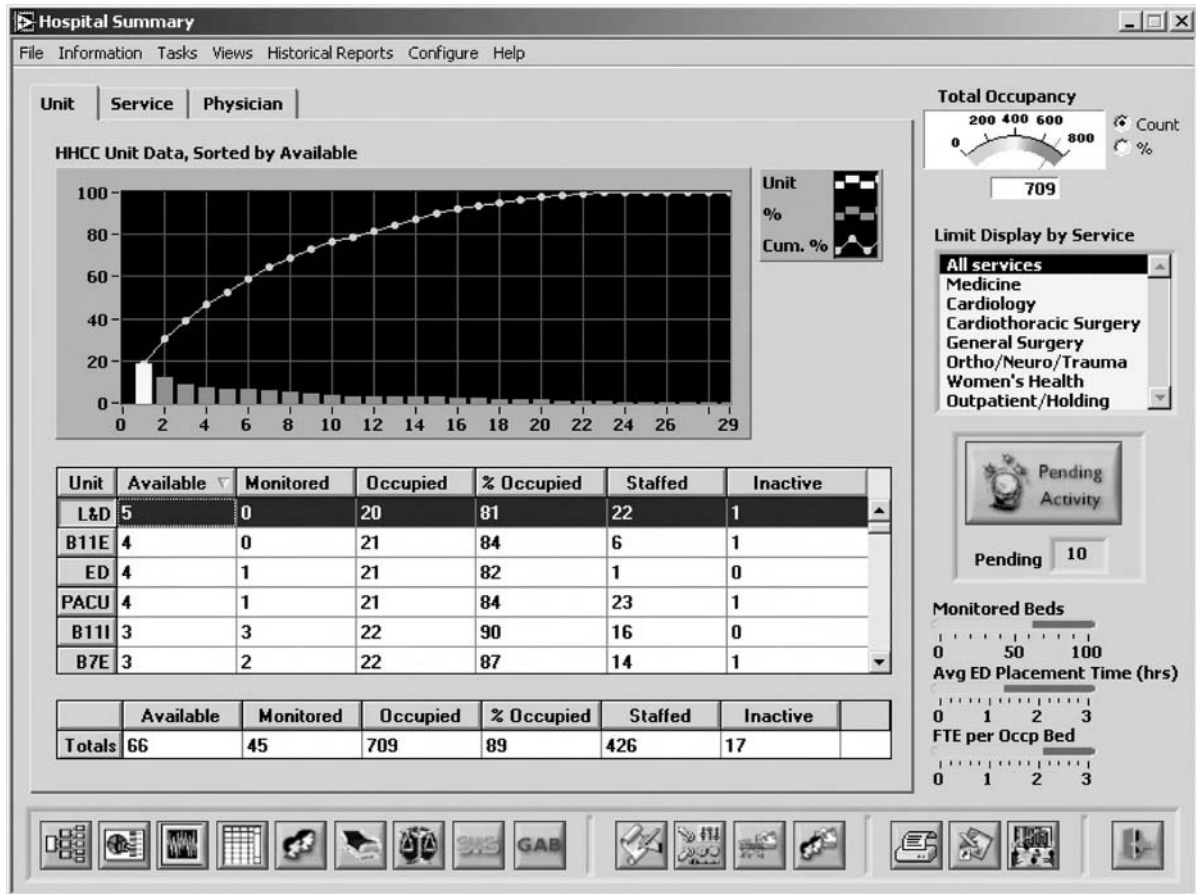 Hospital Summary
File Information Tasks Views Historical Reports Configure Help
Unit Service Physician
HHCC Unit Data, Sorted by Available
100
80
60
40
20
0
0 2 4 6 8 10 12 14 16 18 20 22 24 26 29
Unit
%
Cum. %
Unit Available Monitored Occupied % Occupied Staffed Inactive
L&D 5 0 20 81 22 1
B11E 4 0 21 84 6 1
ED 4 1 21 82 1 0
PACU 4 1 21 84 23 1
B11I 3 3 22 90 16 0
B7E 3 2 22 87 14 1
Available Monitored Occupied % Occupied Staffed Inactive
Totals 66 45 709 89 426 17
Total Occupancy
0 200 400 600 800
Count
%
709
Limit Display by Service
All services
Medicine
Cardiology
Cardiothoracic Surgery
General Surgery
Ortho/Neuro/Trauma
Women's Health
Outpatient/Holding
Pending
Activity
Pending 10
Monitored Beds
0 50 100
Avg ED Placement Time (hrs)
0 1 2 3
FTE per Occp Bed
0 1 2 3
SMS GAB